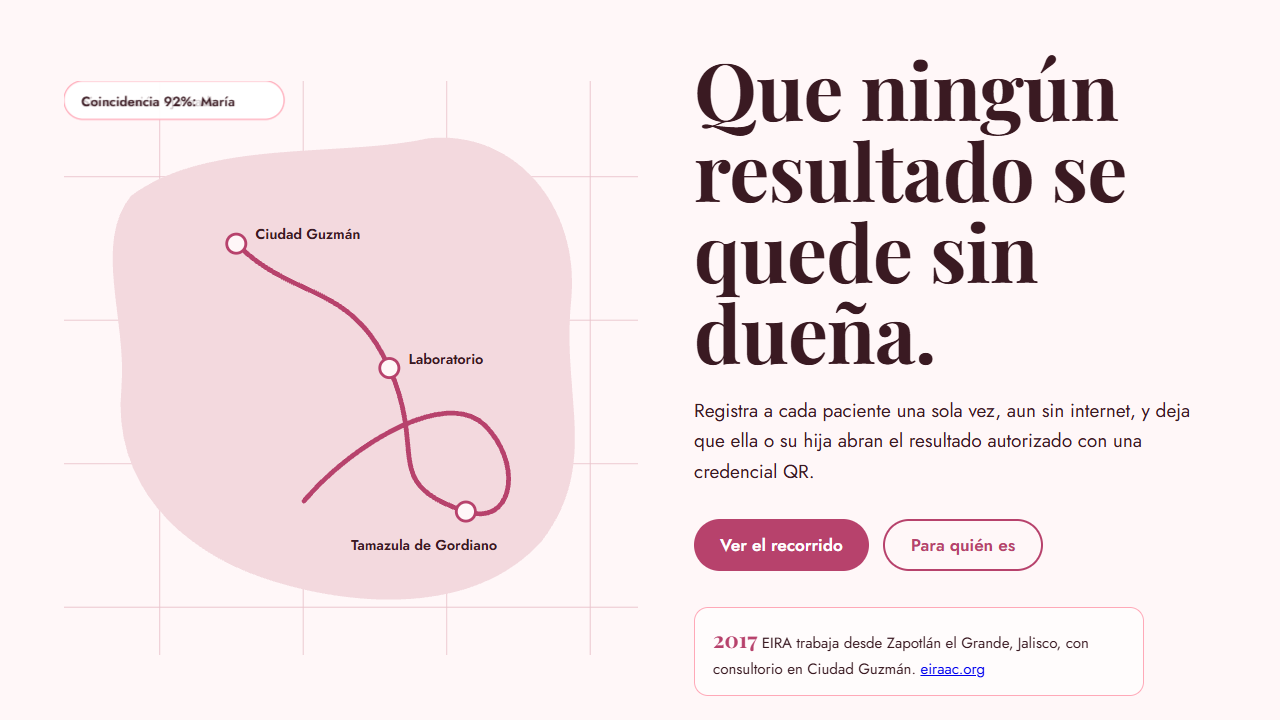 Coincidencia 92%: María
Ciudad Guzmán
Laboratorio
Tamazula de Gordiano
Que ningún
resultado se
quede sin
dueña.
Registra a cada paciente una sola vez, aun sin internet, y deja
que ella o su hija abran el resultado autorizado con una
credencial QR.
Ver el recorrido
Para quién es
2017 EIRA trabaja desde Zapotlán el Grande, Jalisco, con
consultorio en Ciudad Guzmán. eiraac.org